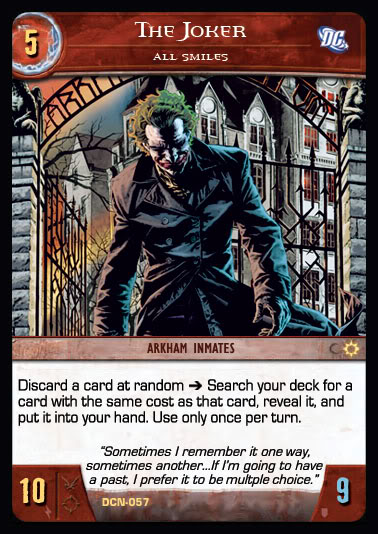 5
The Joker
DC
ALL SMILES
ARKHAM
ARKHAM INMATES
Discard a card at random ➔ Search your deck for a
card with the same cost as that card, reveal it, and
put it into your hand. Use only once per turn.
“Sometimes I remember it one way,
sometimes another...If I'm going to have
a past, I prefer it to be multple choice.”
10
DCN-057
9